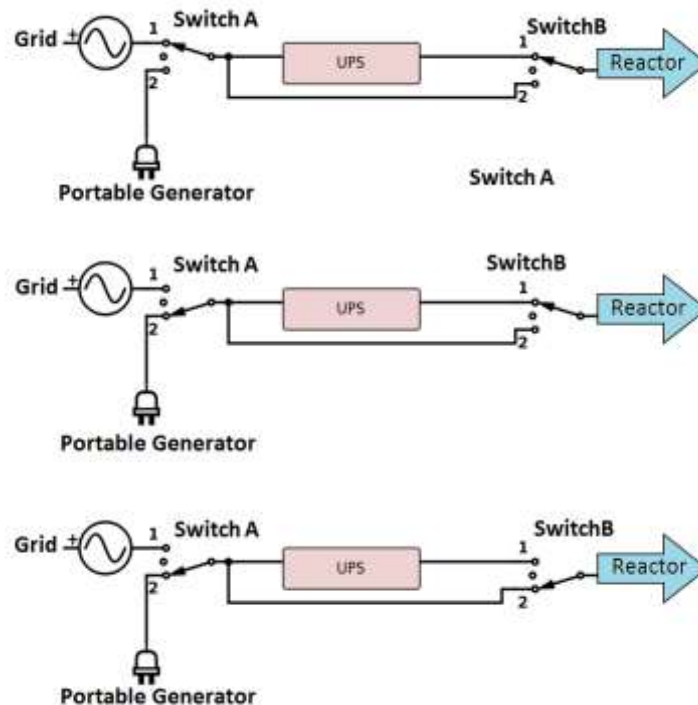 Switch A
SwitchB
Grid ± 1 1
UPS Reactor
2 2
Portable Generator
Switch A
Switch A SwitchB
Grid ± 1 1
UPS Reactor
2 2
Portable Generator
Switch A SwitchB
Grid ± 1 1
UPS Reactor
2 2
Portable Generator